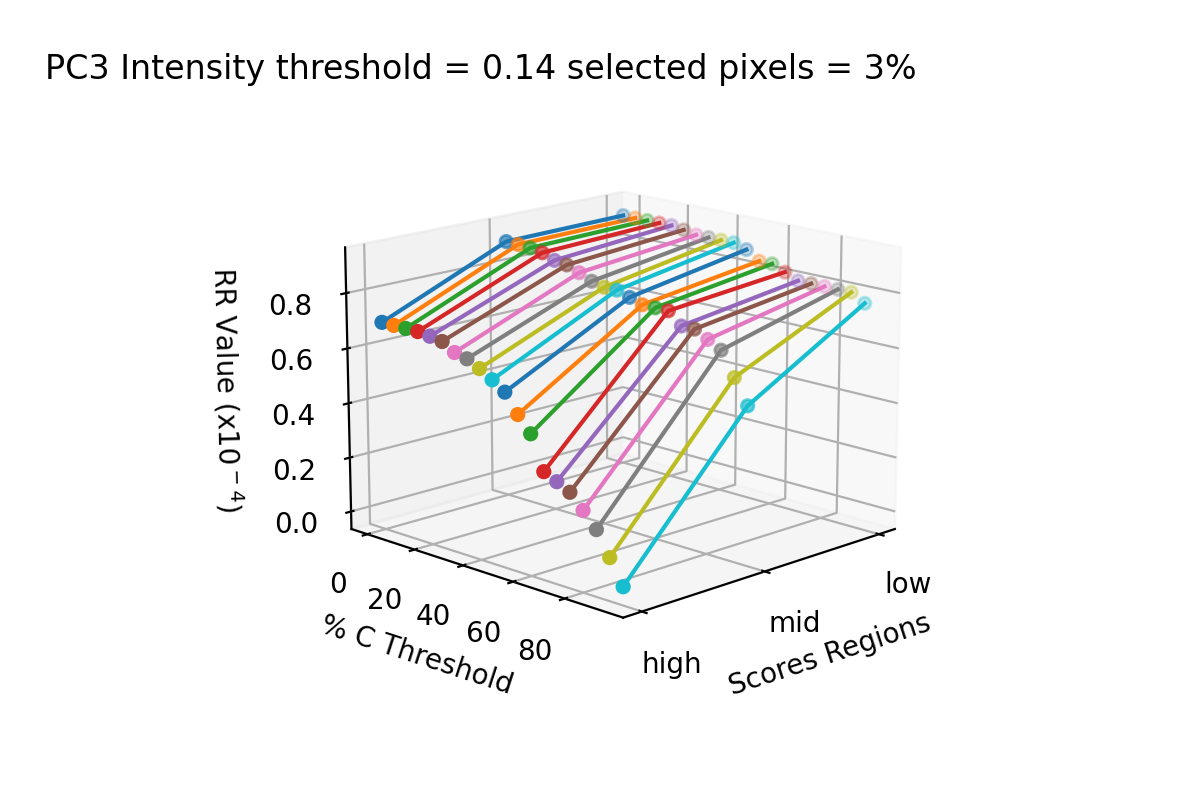 PC3 Intensity threshold = 0.14 selected pixels = 3%
RR Value (x10⁻⁴)
0.8
0.6
0.4
0.2
0.0
0
20
40
60
80
% C Threshold
high
mid
low
Scores Regions